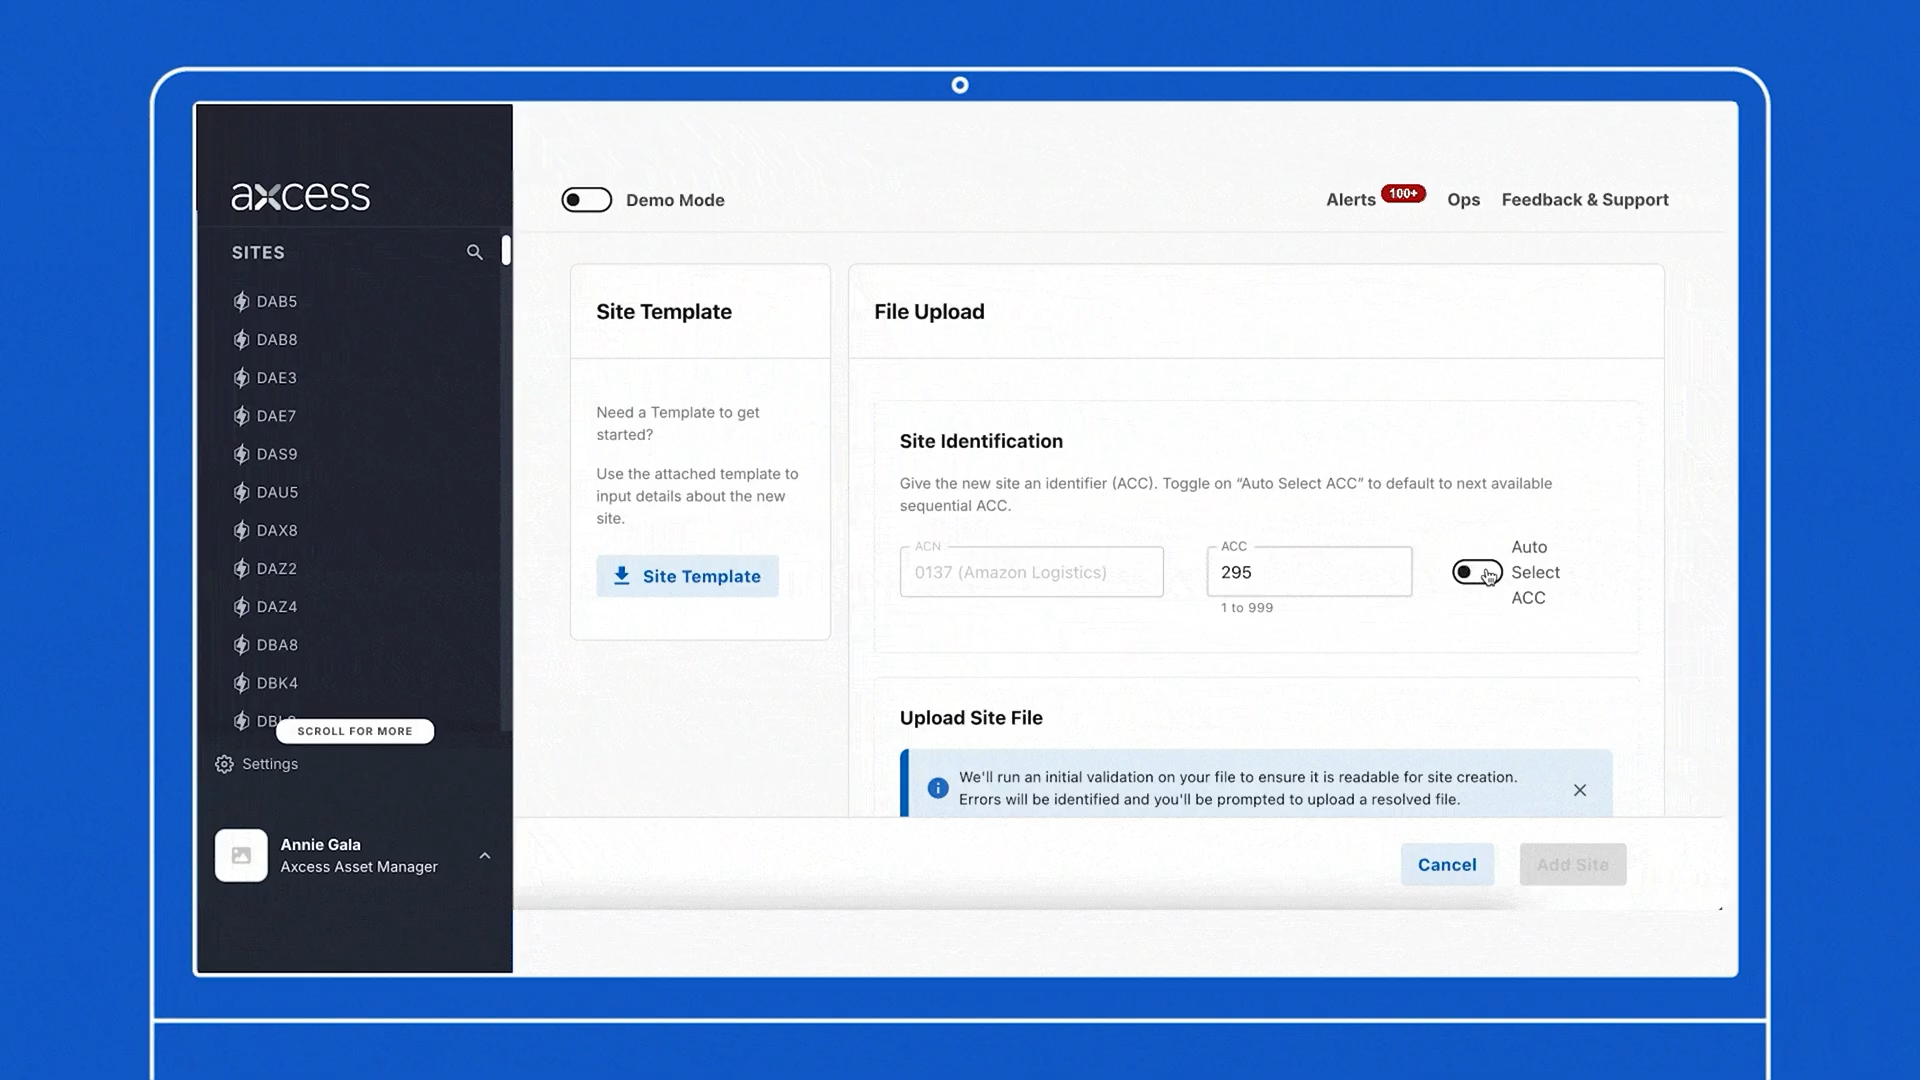 axcess
SITES
DAB5
DAB8
DAE3
DAE7
DAS9
DAU5
DAX8
DAZ2
DAZ4
DBA8
DBK4
SCROLL FOR MORE
Settings
Annie Gala
Axcess Asset Manager
Demo Mode
Alerts 100+ Ops Feedback & Support
Site Template
Need a Template to get
started?
Use the attached template to
input details about the new
site.
Site Template
File Upload
Site Identification
Give the new site an identifier (ACC). Toggle on “Auto Select ACC” to default to next available
sequential ACC.
ACN
0137 (Amazon Logistics)
ACC
295
1 to 999
Auto
Select
ACC
Upload Site File
We'll run an initial validation on your file to ensure it is readable for site creation.
Errors will be identified and you'll be prompted to upload a resolved file.
Cancel
Add Site